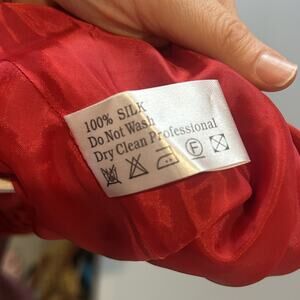 100% SILK
Do Not Wash
Dry Clean Professional
F